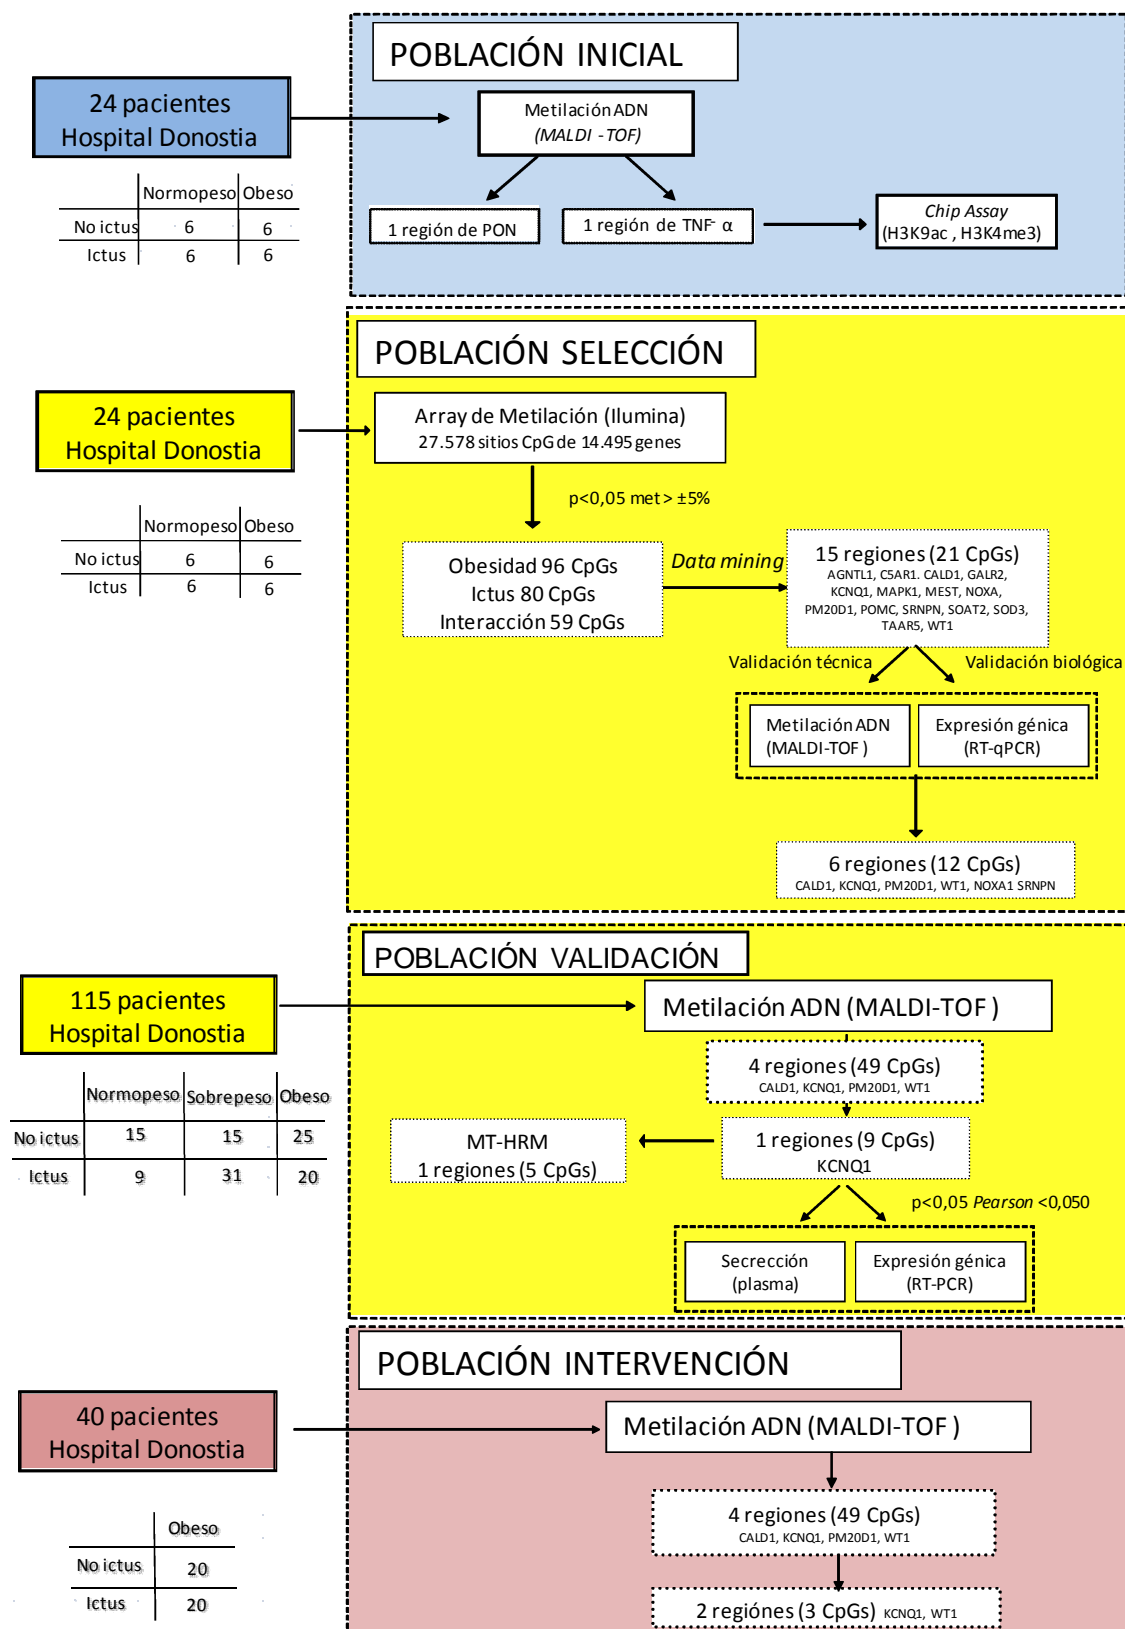 POBLACIÓN INICIAL
24 pacientes
Hospital Donostia
Normopeso Obeso
No ictus 6 6
Ictus 6 6
Metilación ADN
(MALDI - TOF)
1 región de PON
1 región de TNF- α
Chip Assay
(H3K9ac , H3K4me3)
POBLACIÓN SELECCIÓN
24 pacientes
Hospital Donostia
Normopeso Obeso
No ictus 6 6
Ictus 6 6
Array de Metilación (Ilumina)
27.578 sitios CpG de 14.495 genes
p<0,05 met > ±5%
Obesidad 96 CpGs
Ictus 80 CpGs
Interacción 59 CpGs
Data mining
15 regiones (21 CpGs)
AGNTL1, C5AR1. CALD1, GALR2,
KCNQ1, MAPK1, MEST, NOXA,
PM20D1, POMC, SRNPN, SOAT2, SOD3,
TAAR5, WT1
Validación técnica
Validación biológica
Metilación ADN
(MALDI-TOF )
Expresión génica
(RT-qPCR)
6 regiones (12 CpGs)
CALD1, KCNQ1, PM20D1, WT1, NOXA1 SRNPN
POBLACIÓN VALIDACIÓN
115 pacientes
Hospital Donostia
Normopeso Sobrepeso Obeso
No ictus 15 15 25
Ictus 9 31 20
Metilación ADN (MALDI-TOF )
4 regiones (49 CpGs)
CALD1, KCNQ1, PM20D1, WT1
MT-HRM
1 regiones (5 CpGs)
1 regiones (9 CpGs)
KCNQ1
p<0,05 Pearson <0,050
Secrección
(plasma)
Expresión génica
(RT-PCR)
POBLACIÓN INTERVENCIÓN
40 pacientes
Hospital Donostia
Obeso
No ictus 20
Ictus 20
Metilación ADN (MALDI-TOF )
4 regiones (49 CpGs)
CALD1, KCNQ1, PM20D1, WT1
2 regiónes (3 CpGs) KCNQ1, WT1